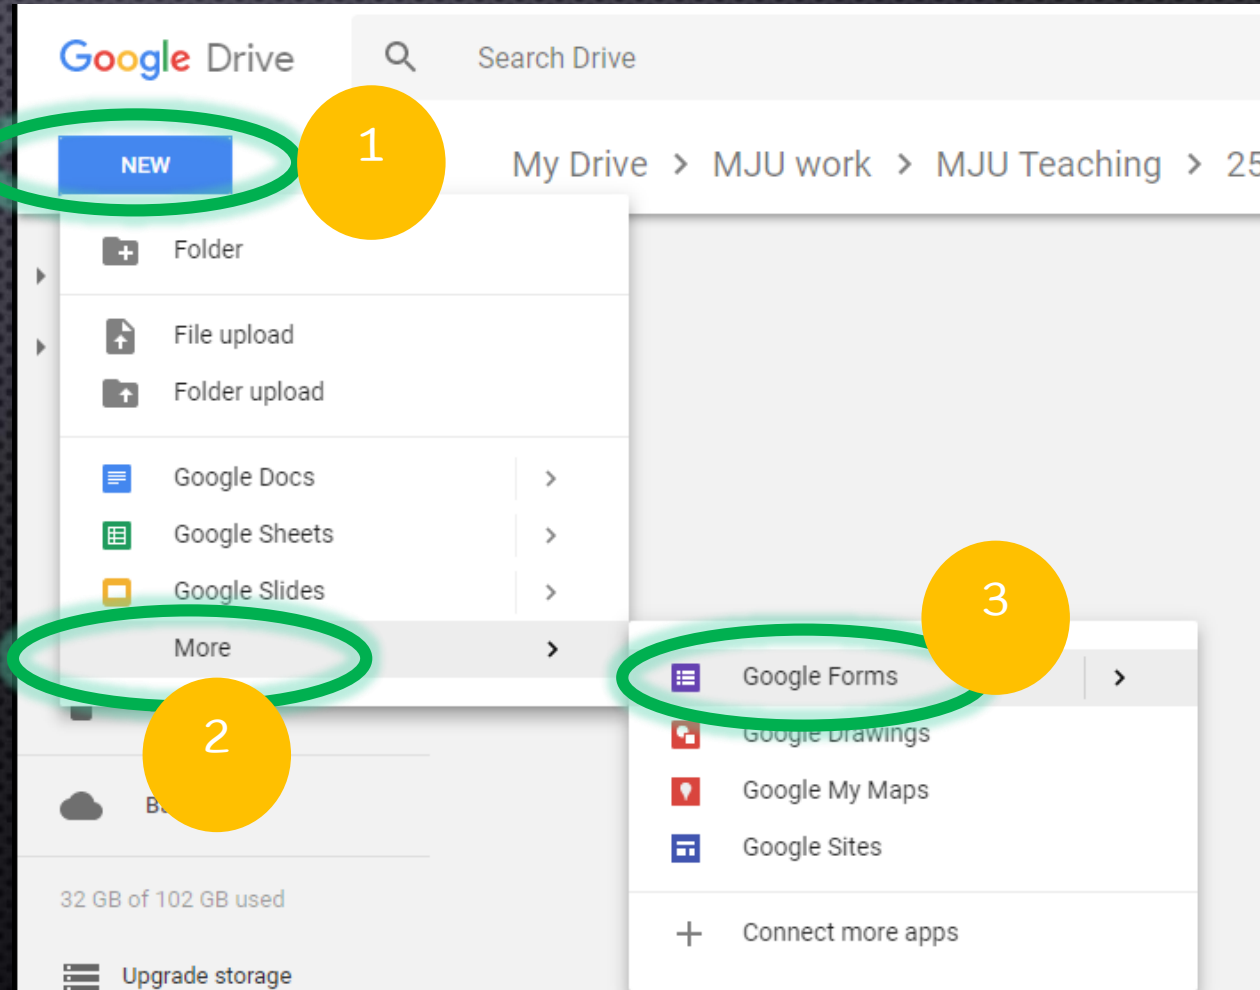 Google Drive
Search Drive
NEW
1
My Drive > MJU work > MJU Teaching > 25
Folder
File upload
Folder upload
Google Docs
Google Sheets
Google Slides
More
2
3
Google Forms
Google Drawings
Google My Maps
Google Sites
Connect more apps
32 GB of 102 GB used
Upgrade storage